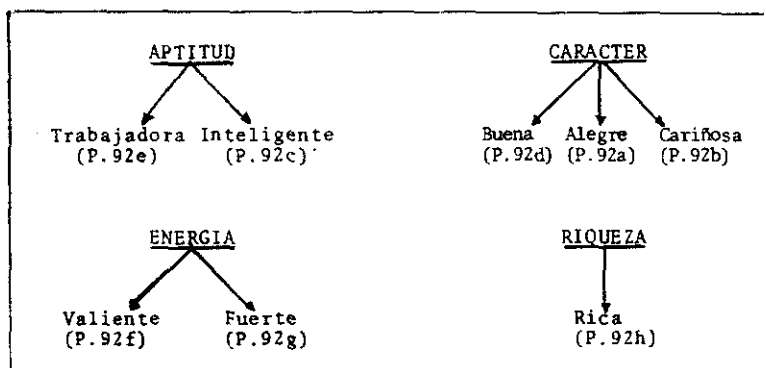 APTITUD
CARACTER
Trabajadora Inteligente
(P.92e) (P.92c)
Buena Alegre Cariñosa
(P.92d) (P.92a) (P.92b)
ENERGIA
RIQUEZA
Valiente Fuerte
(P.92f) (P.92g)
Rica
(P.92h)